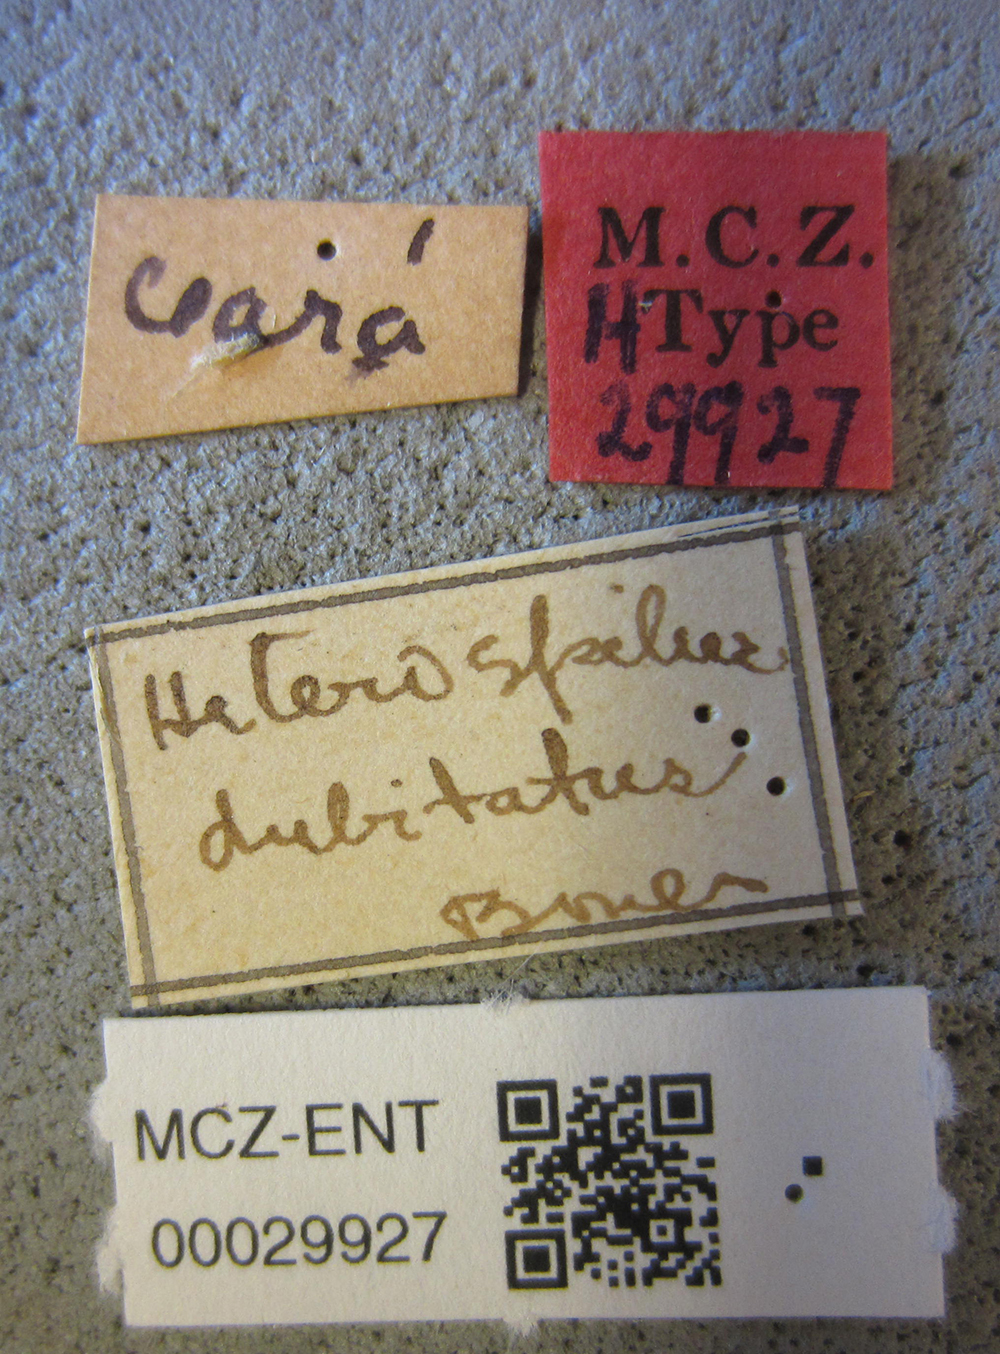 Ceará
M.C.Z.
HType
29927
Heterospilus
dubitatus
Brues
MCZ-ENT
00029927